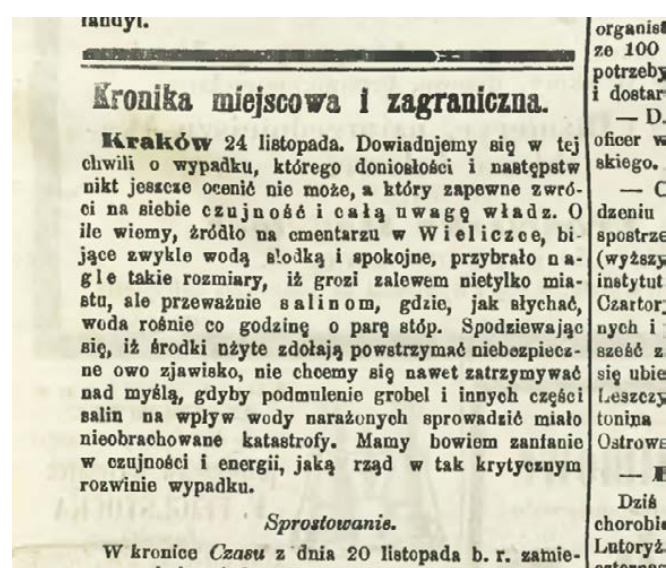 Kronika miejscowa i zagraniczna.
Kraków 24 listopada. Dowiadujemy się w tej
chwili o wypadku, którego doniosłości i następstw
nikt jeszcze ocenić nie może, a który zapewne zwró-
ci na siebie czujność i całą uwagę władz. O
ile wiemy, źródło na cmentarzu w Wieliczce, bi-
jące zwykle wodą słodką i spokojne, przybrało na-
gle takie rozmiary, iż grozi zalewem nietylko mia-
stu, ale przeważnie salinom, gdzie, jak słychać,
woda rośnie co godzinę o parę stóp. Spodziewając
się, iż środki użyte zdołają powstrzymać niebezpiecz-
ne owo zjawisko, nie chcemy się nawet zatrzymywać
nad myślą, gdyby podmulenie grobel i innych części
salin na wpływ wody narażonych sprowadzić miało
nieobrachowane katastrofy. Mamy bowiem zaufanie
w czujności i energii, jaką rząd w tak krytycznym
rozwinie wypadku.
Sprostowanie.
W kronice Czasu z dnia 20 listopada b. r. zamie-
ze 100
potrzeby
i dostar
— D.
oficer w
skiego.
— C
dzeniu
spostrze
(wyższy
instytut
Czartor
nych i
sześć z
się ubie
Leszczy
tonina
Ostrows
Dziś
chorobie
Lutoryż.